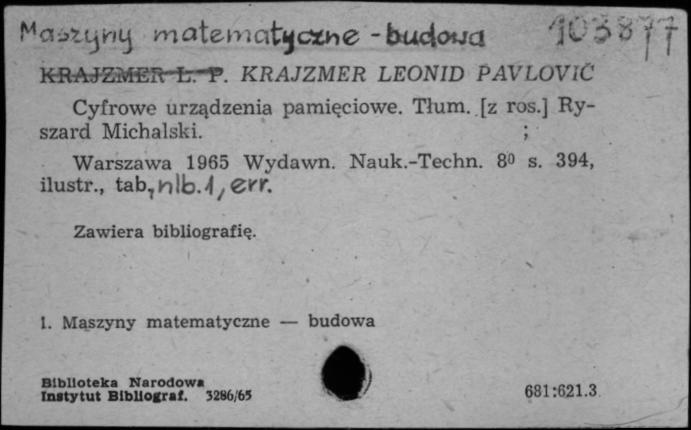 Maszyny matematyczne - budowa 103877
KRAJZMER L. P. KRAJZMER LEONID PAVLOVIČ
Cyfrowe urządzenia pamięciowe. Tłum. [z ros.] Ry-
szard Michalski. ;
Warszawa 1965 Wydawn. Nauk.-Techn. 8⁰ s. 394,
ilustr., tab, nlb. 1, err.
Zawiera bibliografię.
1. Maszyny matematyczne — budowa
Biblioteka Narodowa
Instytut Bibliograf. 3286/65 681:621.3